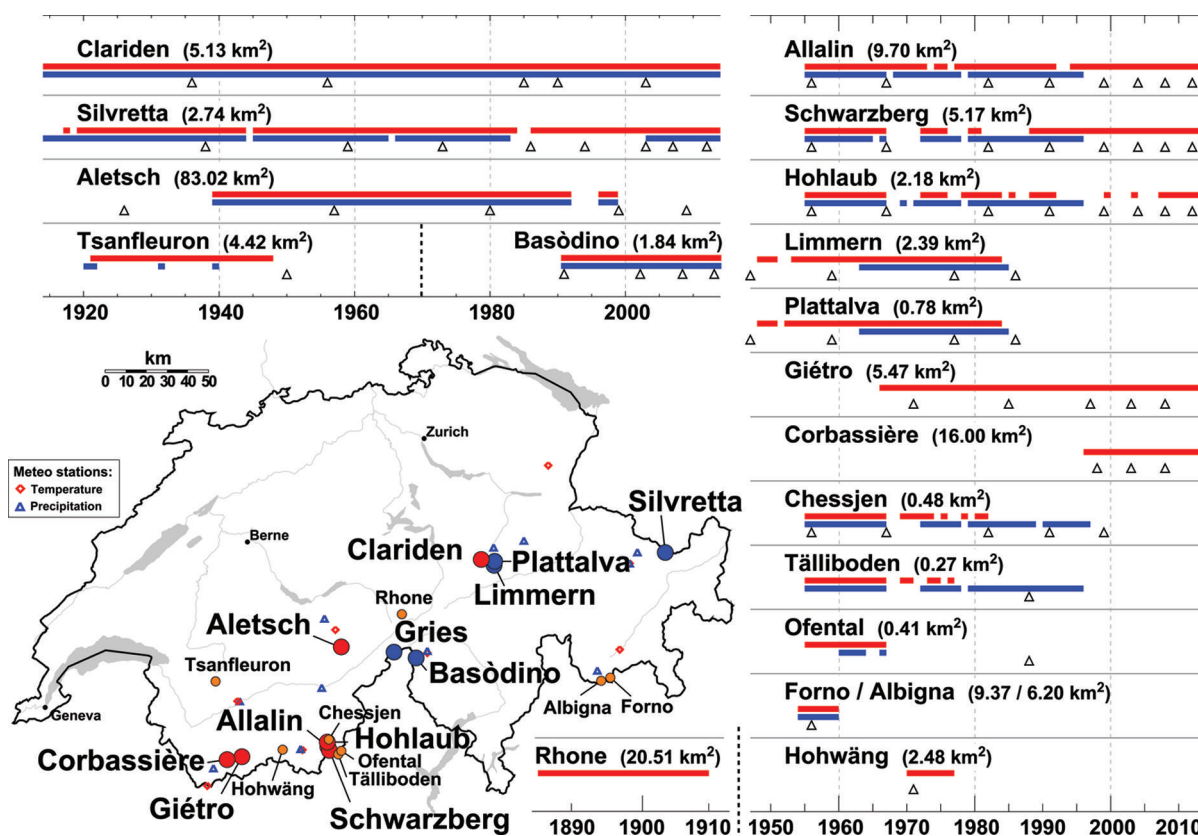 Clariden (5.13 km²)
Silvretta (2.74 km²)
Aletsch (83.02 km²)
Tsanfleuron (4.42 km²)
Basòdino (1.84 km²)
1920 1940 1960 1980 2000
Allalin (9.70 km²)
Schwarzberg (5.17 km²)
Hohlaub (2.18 km²)
Limmern (2.39 km²)
Plattalva (0.78 km²)
Giétro (5.47 km²)
Corbassière (16.00 km²)
Chessjen (0.48 km²)
Tälliboden (0.27 km²)
Ofental (0.41 km²)
Forno / Albigna (9.37 / 6.20 km²)
Hohwäng (2.48 km²)
1950 1960 1970 1980 1990 2000 2010
km
0 10 20 30 40 50
Zurich
Meteo stations:
Temperature
Precipitation
Silvretta
Berne
Clariden
Plattalva
Limmern
Rhone
Aletsch
Gries
Tsanfleuron
Basòdino
Geneva
Albigna
Forno
Allalin
Chessjen
Hohlaub
Corbassière
Ofental
Hohwäng
Tälliboden
Giétro
Schwarzberg
Rhone (20.51 km²)
1890 1900 1910